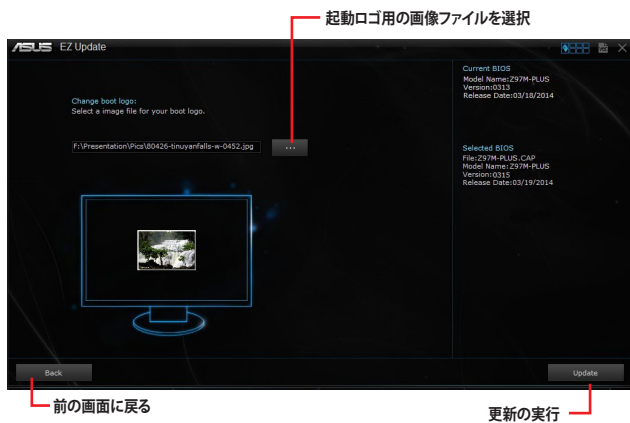 起動ロゴ用の画像ファイルを選択
ASUS EZ Update
Change boot logo:
Select a image file for your boot logo.
F:\Presentation\Pics\80426-tinuyanfalls-w-0452.jpg
...
Current BIOS
Model Name:Z97M-PLUS
Version:0313
Release Date:03/18/2014
Selected BIOS
File:Z97M-PLUS.CAP
Model Name:Z97M-PLUS
Version:0315
Release Date:03/19/2014
Back
Update
前の画面に戻る
更新の実行